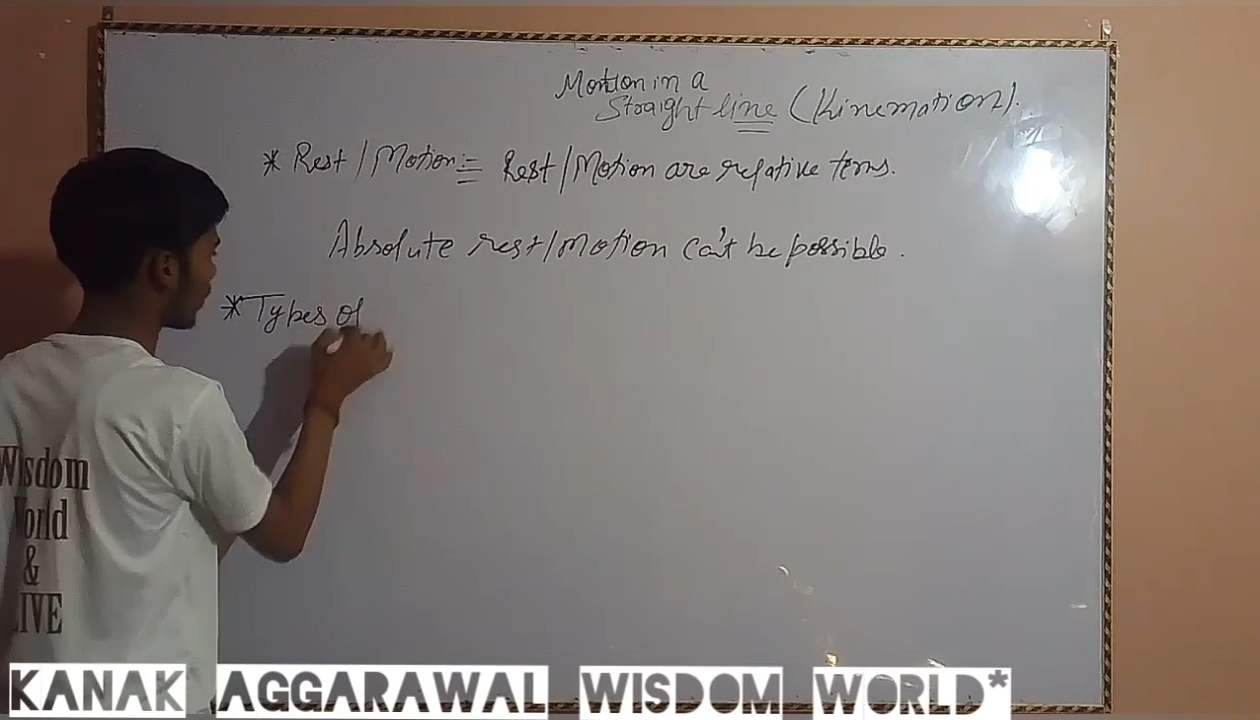 Motion in a
Straight line (Kinemation).
* Rest / Motion := Rest / Motion are relative terms.
Absolute rest/motion can't be possible.
* Types of
Wisdom
World
&
LIVE
KANAK AGGARAWAL WISDOM WORLD*